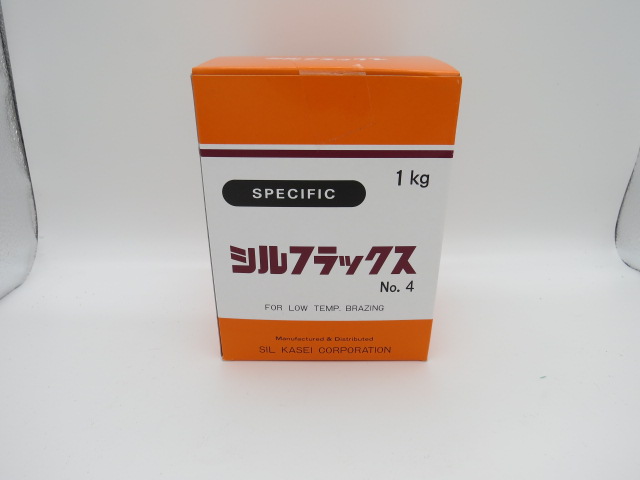 1 kg
SPECIFIC
シルフラックス
No. 4
FOR LOW TEMP. BRAZING
Manufactured & Distributed
SIL KASEI CORPORATION